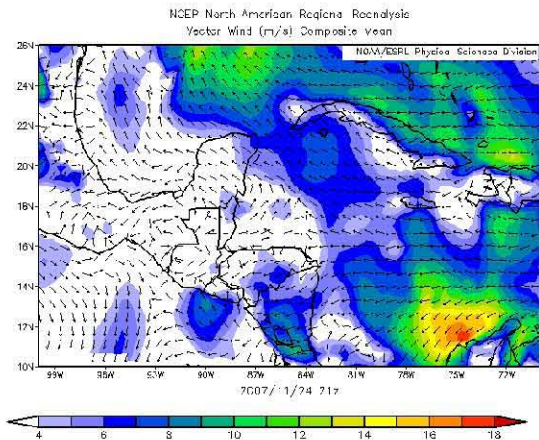 NCEP North American Regional Reanalysis
Vector Wind (m/s) Composite Mean
NOAA/ESRL Physical Sciences Division
26N
24N
22N
20N
18N
16N
14N
12N
10N
99W 96W 93W 90W 87W 84W 81W 78W 75W 72W
2007/11/24 21z
4 6 8 10 12 14 16 18